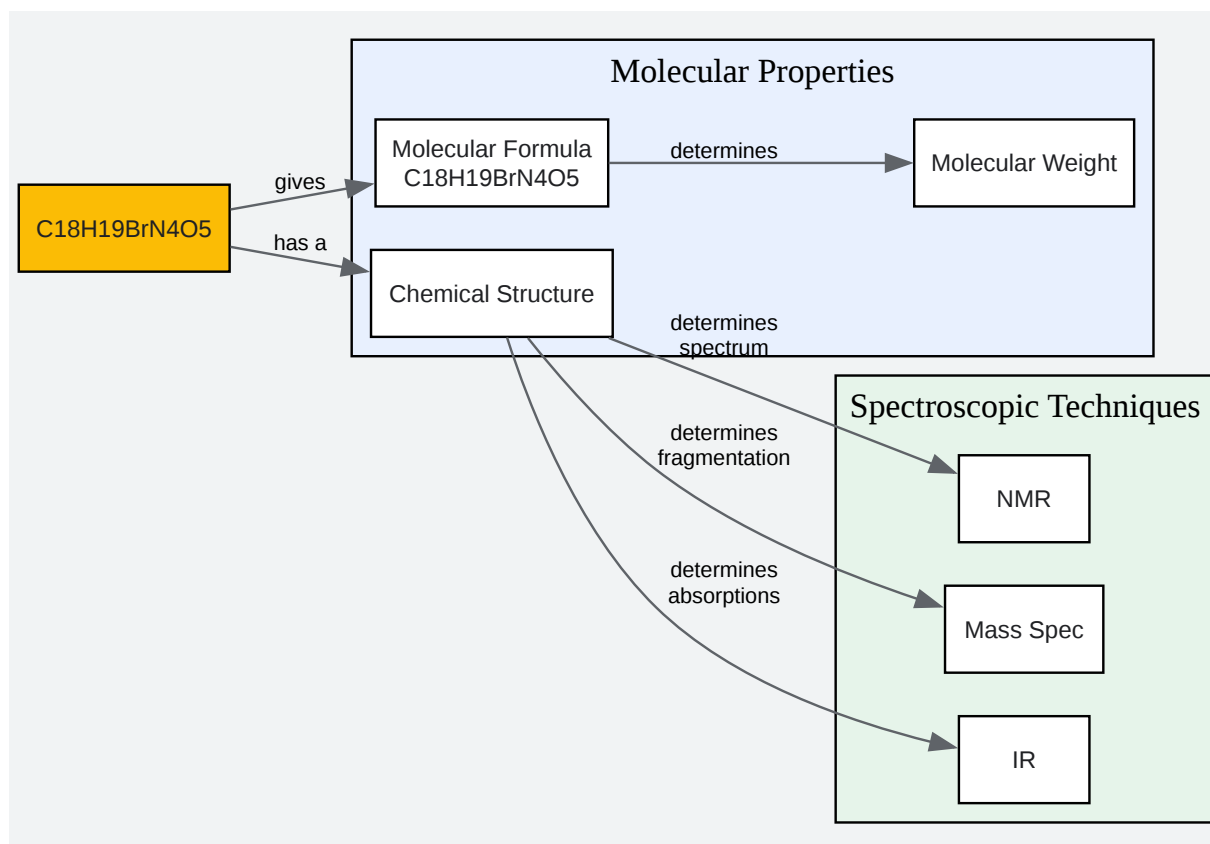 Molecular Properties
Molecular Formula
C18H19BrN4O5
determines
Molecular Weight
gives
C18H19BrN4O5
has a
Chemical Structure
determines
spectrum
Spectroscopic Techniques
determines
fragmentation
NMR
determines
absorptions
Mass Spec
IR